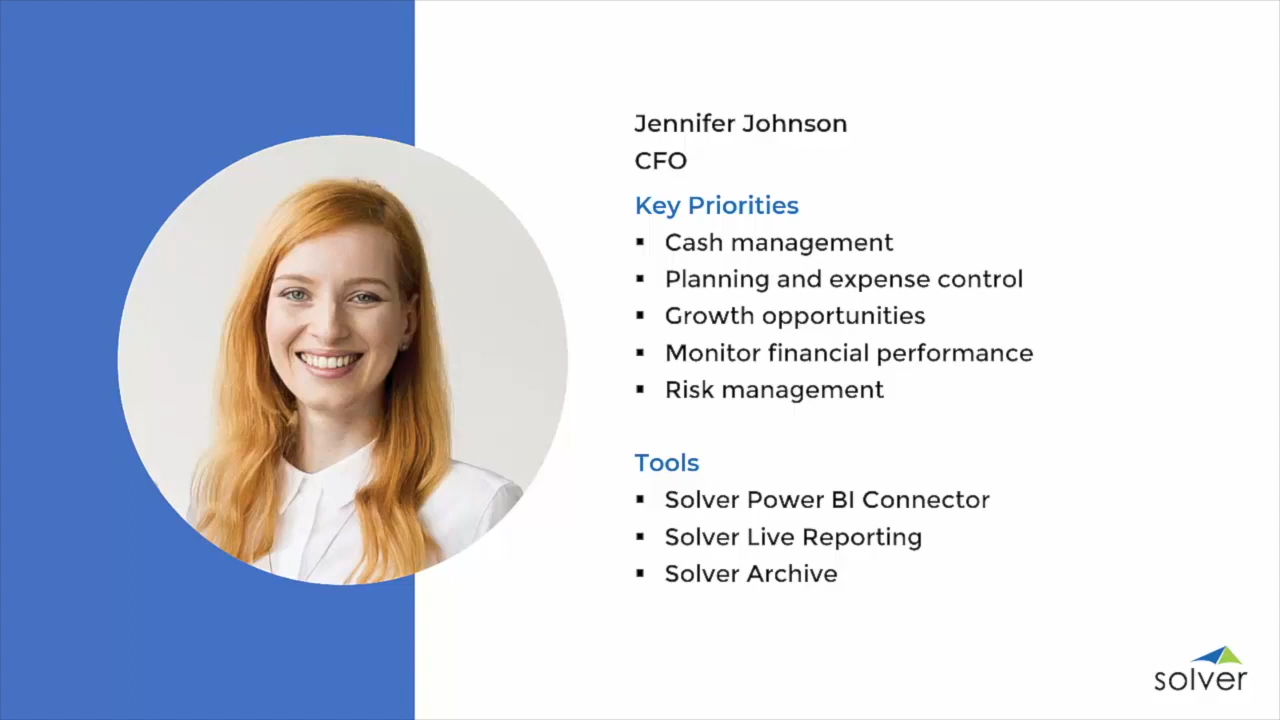 Jennifer Johnson
CFO
Key Priorities
▪ Cash management
▪ Planning and expense control
▪ Growth opportunities
▪ Monitor financial performance
▪ Risk management
Tools
▪ Solver Power BI Connector
▪ Solver Live Reporting
▪ Solver Archive
solver